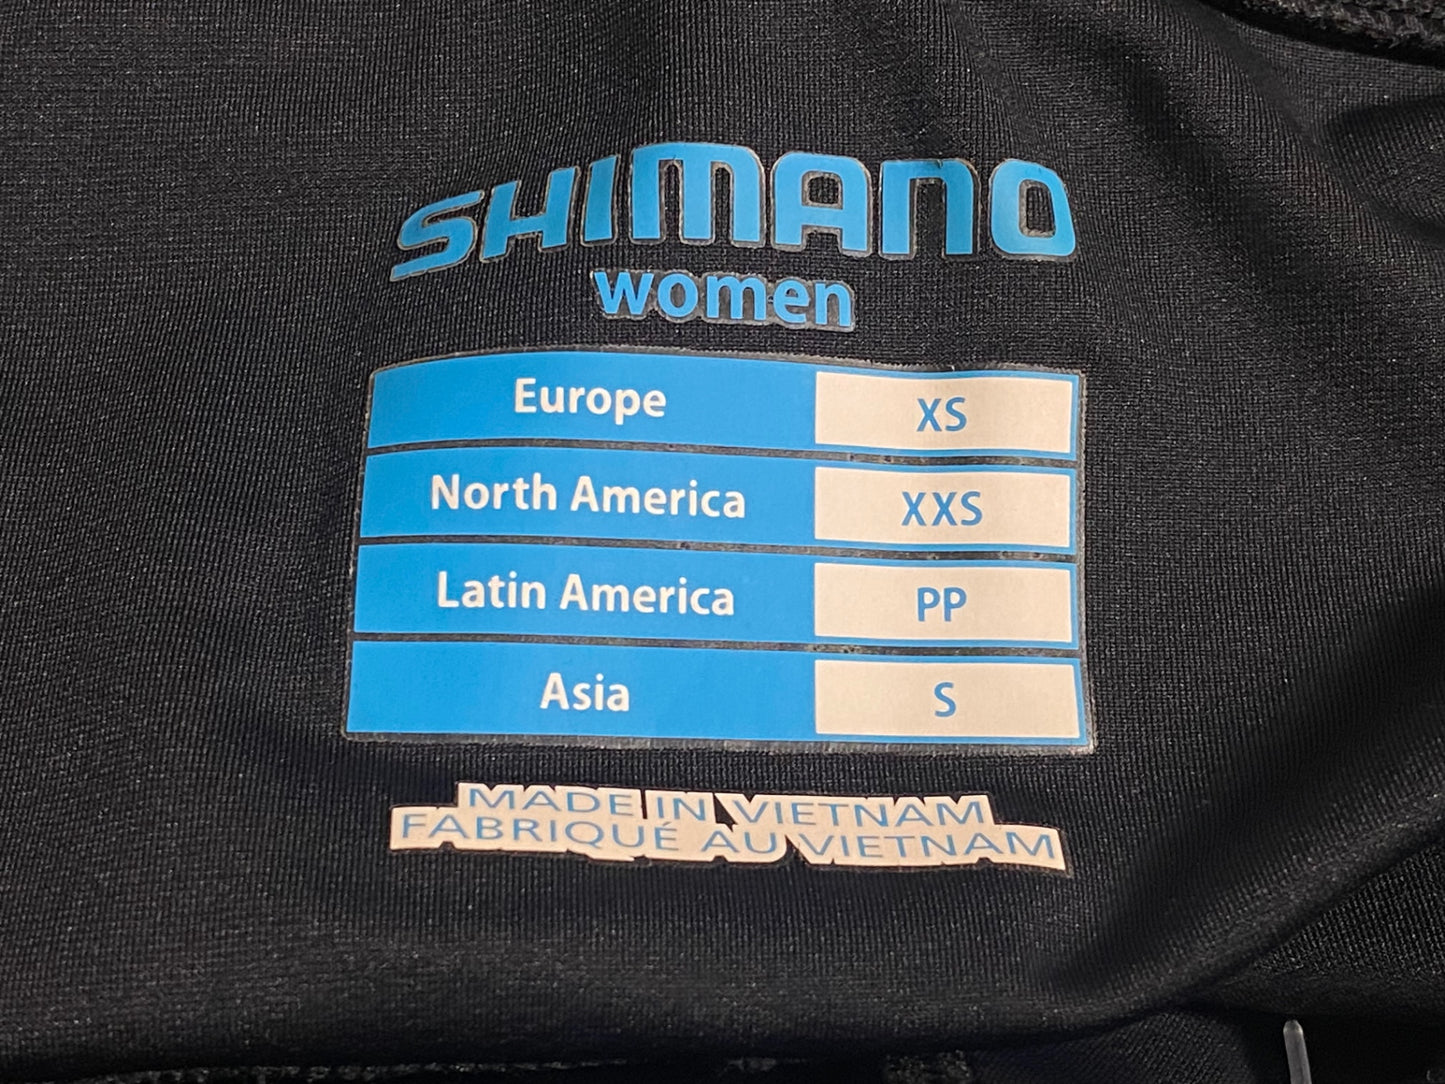 SHIMANO
women
Europe XS
North America XXS
Latin America PP
Asia S
MADE IN VIETNAM
FABRIQUÉ AU VIETNAM